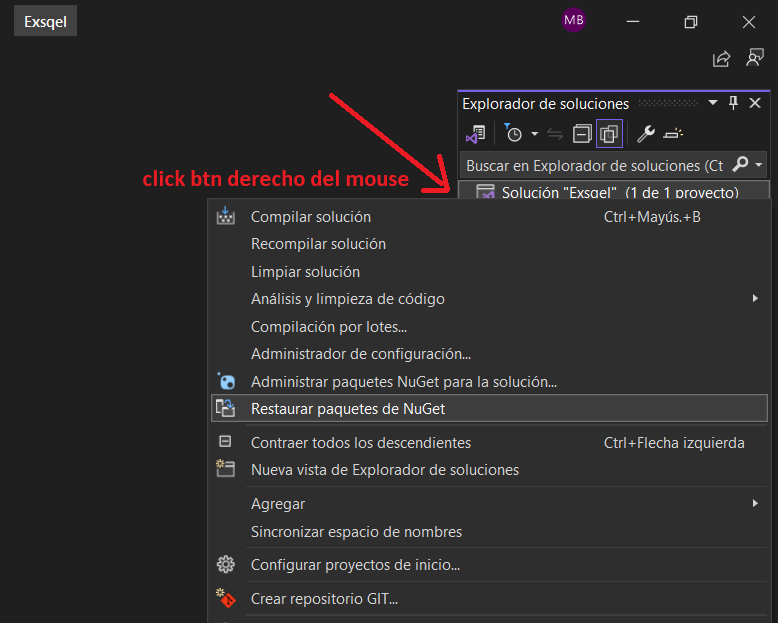 Exsqel
MB
Explorador de soluciones
Buscar en Explorador de soluciones (Ct
click btn derecho del mouse
Solución "Exsqel" (1 de 1 proyecto)
Compilar solución Ctrl+Mayús.+B
Recompilar solución
Limpiar solución
Análisis y limpieza de código
Compilación por lotes...
Administrador de configuración...
Administrar paquetes NuGet para la solución...
Restaurar paquetes de NuGet
Contraer todos los descendientes Ctrl+Flecha izquierda
Nueva vista de Explorador de soluciones
Agregar
Sincronizar espacio de nombres
Configurar proyectos de inicio...
Crear repositorio GIT...